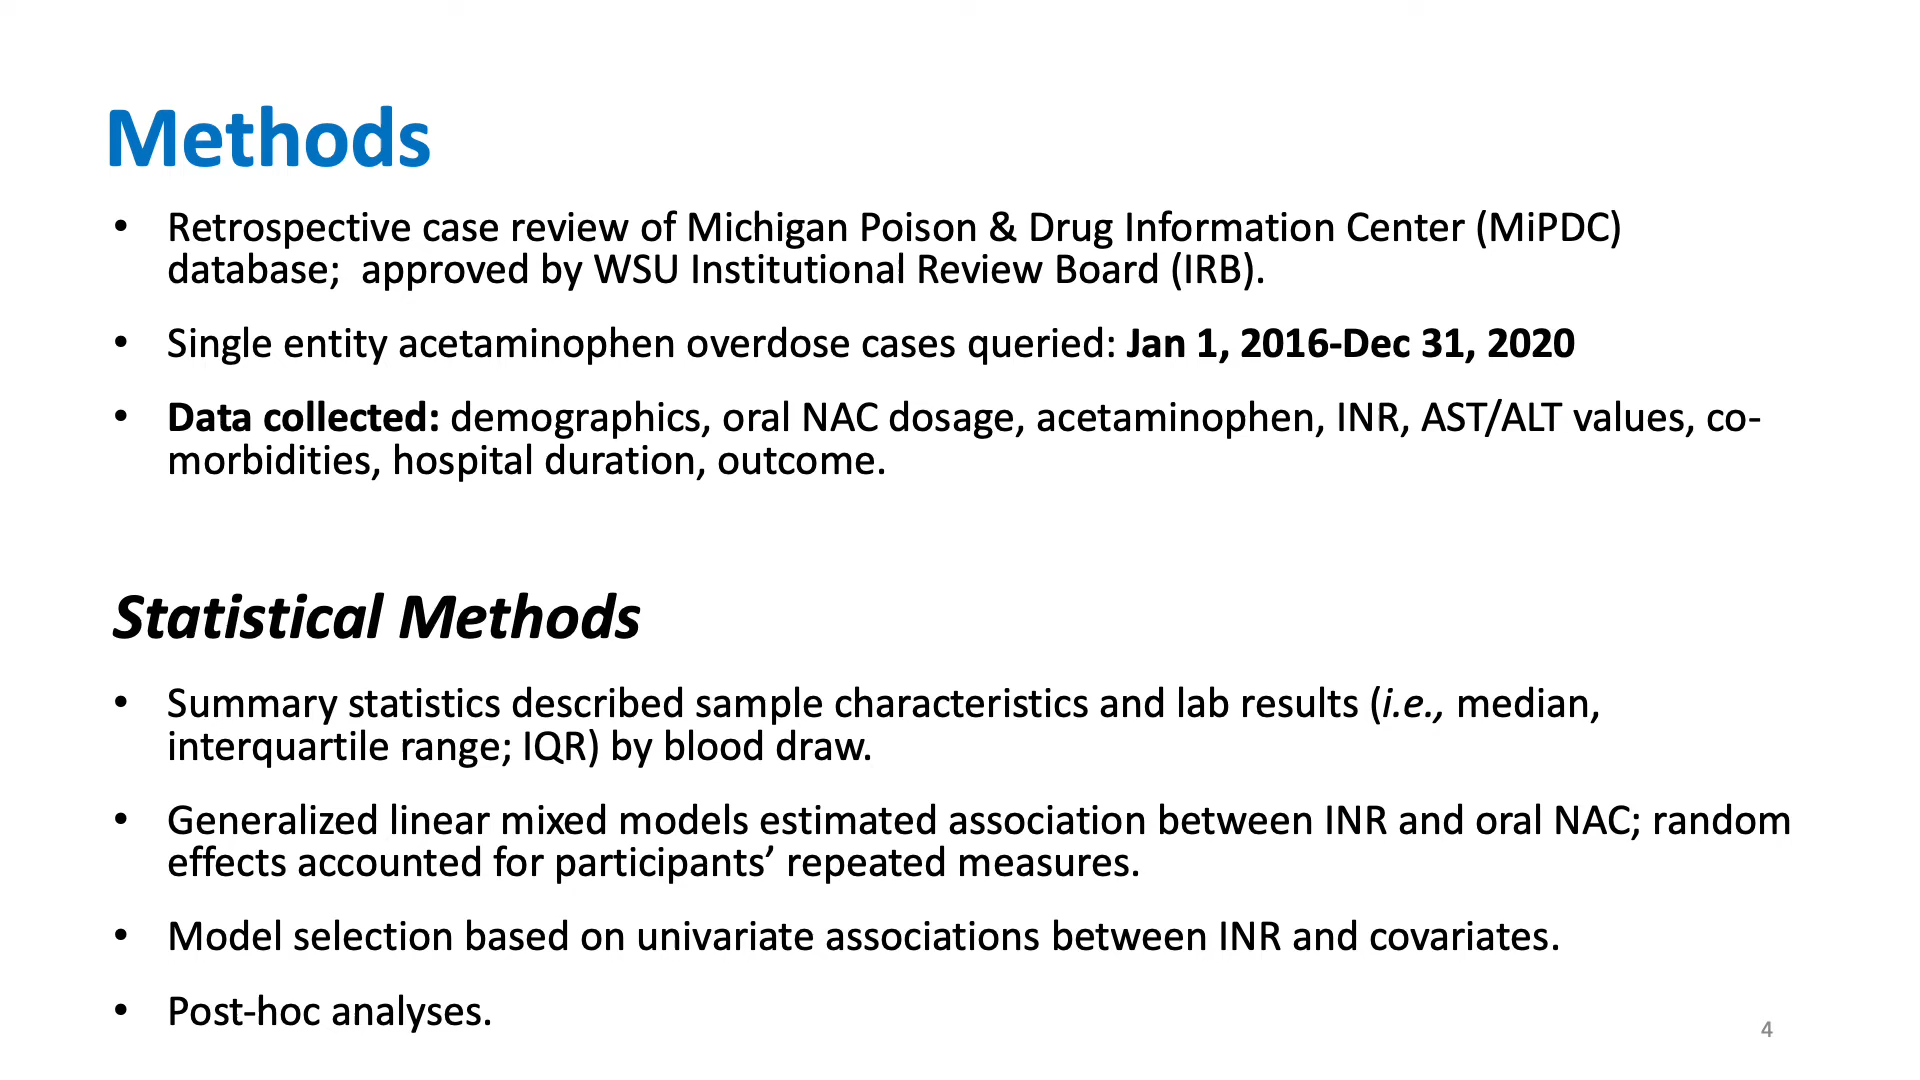 Methods
• Retrospective case review of Michigan Poison & Drug Information Center (MiPDC)
database;  approved by WSU Institutional Review Board (IRB).
• Single entity acetaminophen overdose cases queried: Jan 1, 2016-Dec 31, 2020
• Data collected: demographics, oral NAC dosage, acetaminophen, INR, AST/ALT values, co-
morbidities, hospital duration, outcome.
Statistical Methods
• Summary statistics described sample characteristics and lab results (i.e., median,
interquartile range; IQR) by blood draw.
• Generalized linear mixed models estimated association between INR and oral NAC; random
effects accounted for participants’ repeated measures.
• Model selection based on univariate associations between INR and covariates.
• Post-hoc analyses.
4